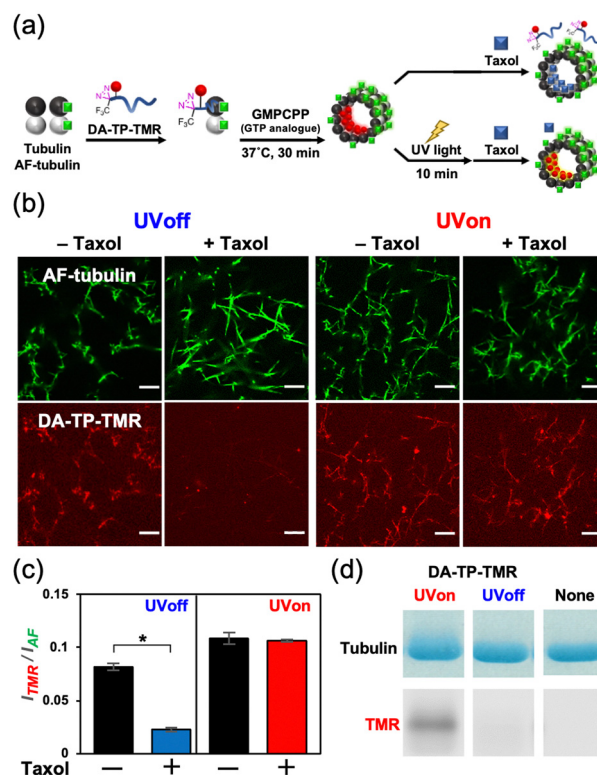 (a)
Taxol
N
N
F₃C
N
N
F₃C
GMPCPP
(GTP analogue)
DA-TP-TMR
37˚C, 30 min
Tubulin
AF-tubulin
UV light
Taxol
10 min
(b)
UVoff
UVon
– Taxol
+ Taxol
– Taxol
+ Taxol
AF-tubulin
DA-TP-TMR
(c)
0.15
UVoff
UVon
*
0.1
0.05
0
I_TMR / I_AF
Taxol
—
+
—
+
(d)
DA-TP-TMR
UVon
UVoff
None
Tubulin
TMR